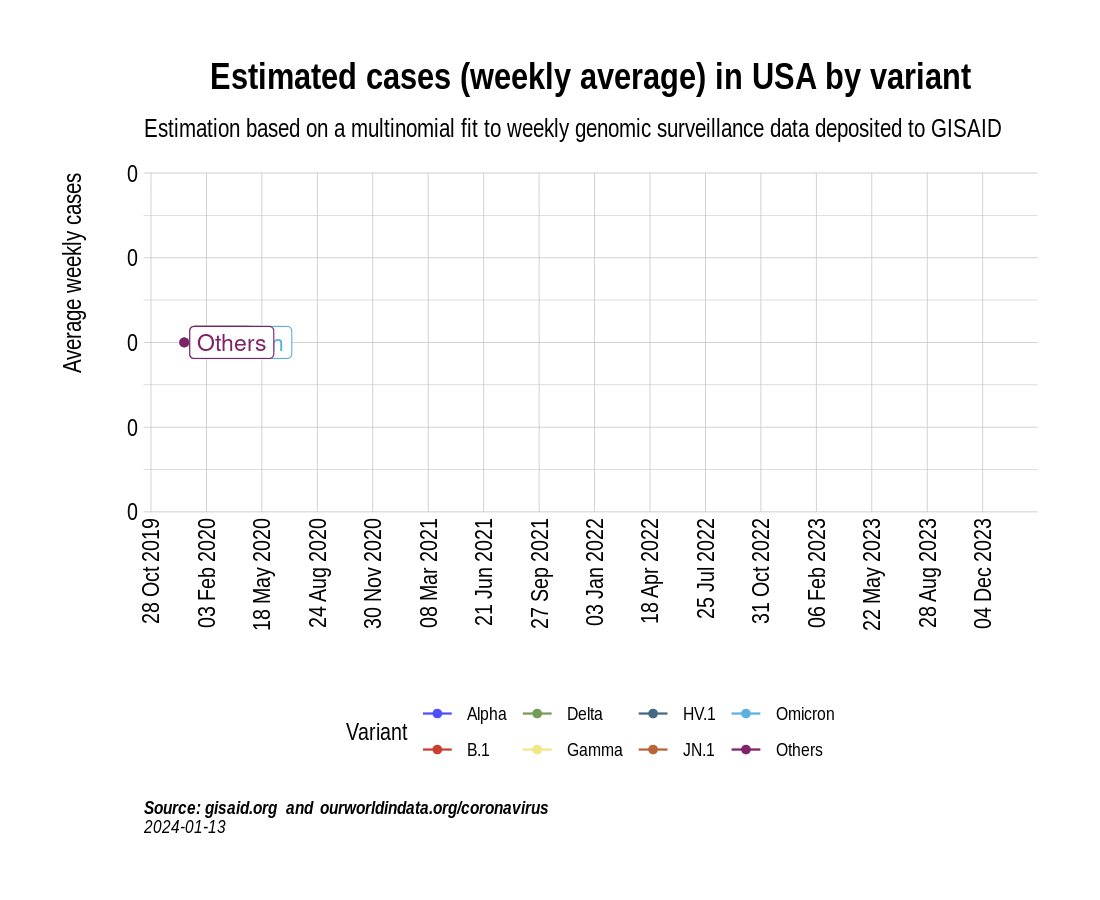 Estimated cases (weekly average) in USA by variant
Estimation based on a multinomial fit to weekly genomic surveillance data deposited to GISAID
Average weekly cases
0
0
0
0
0
Others
n
28 Oct 2019
03 Feb 2020
18 May 2020
24 Aug 2020
30 Nov 2020
08 Mar 2021
21 Jun 2021
27 Sep 2021
03 Jan 2022
18 Apr 2022
25 Jul 2022
31 Oct 2022
06 Feb 2023
22 May 2023
28 Aug 2023
04 Dec 2023
Variant
Alpha
Delta
HV.1
Omicron
B.1
Gamma
JN.1
Others
Source: gisaid.org and ourworldindata.org/coronavirus
2024-01-13